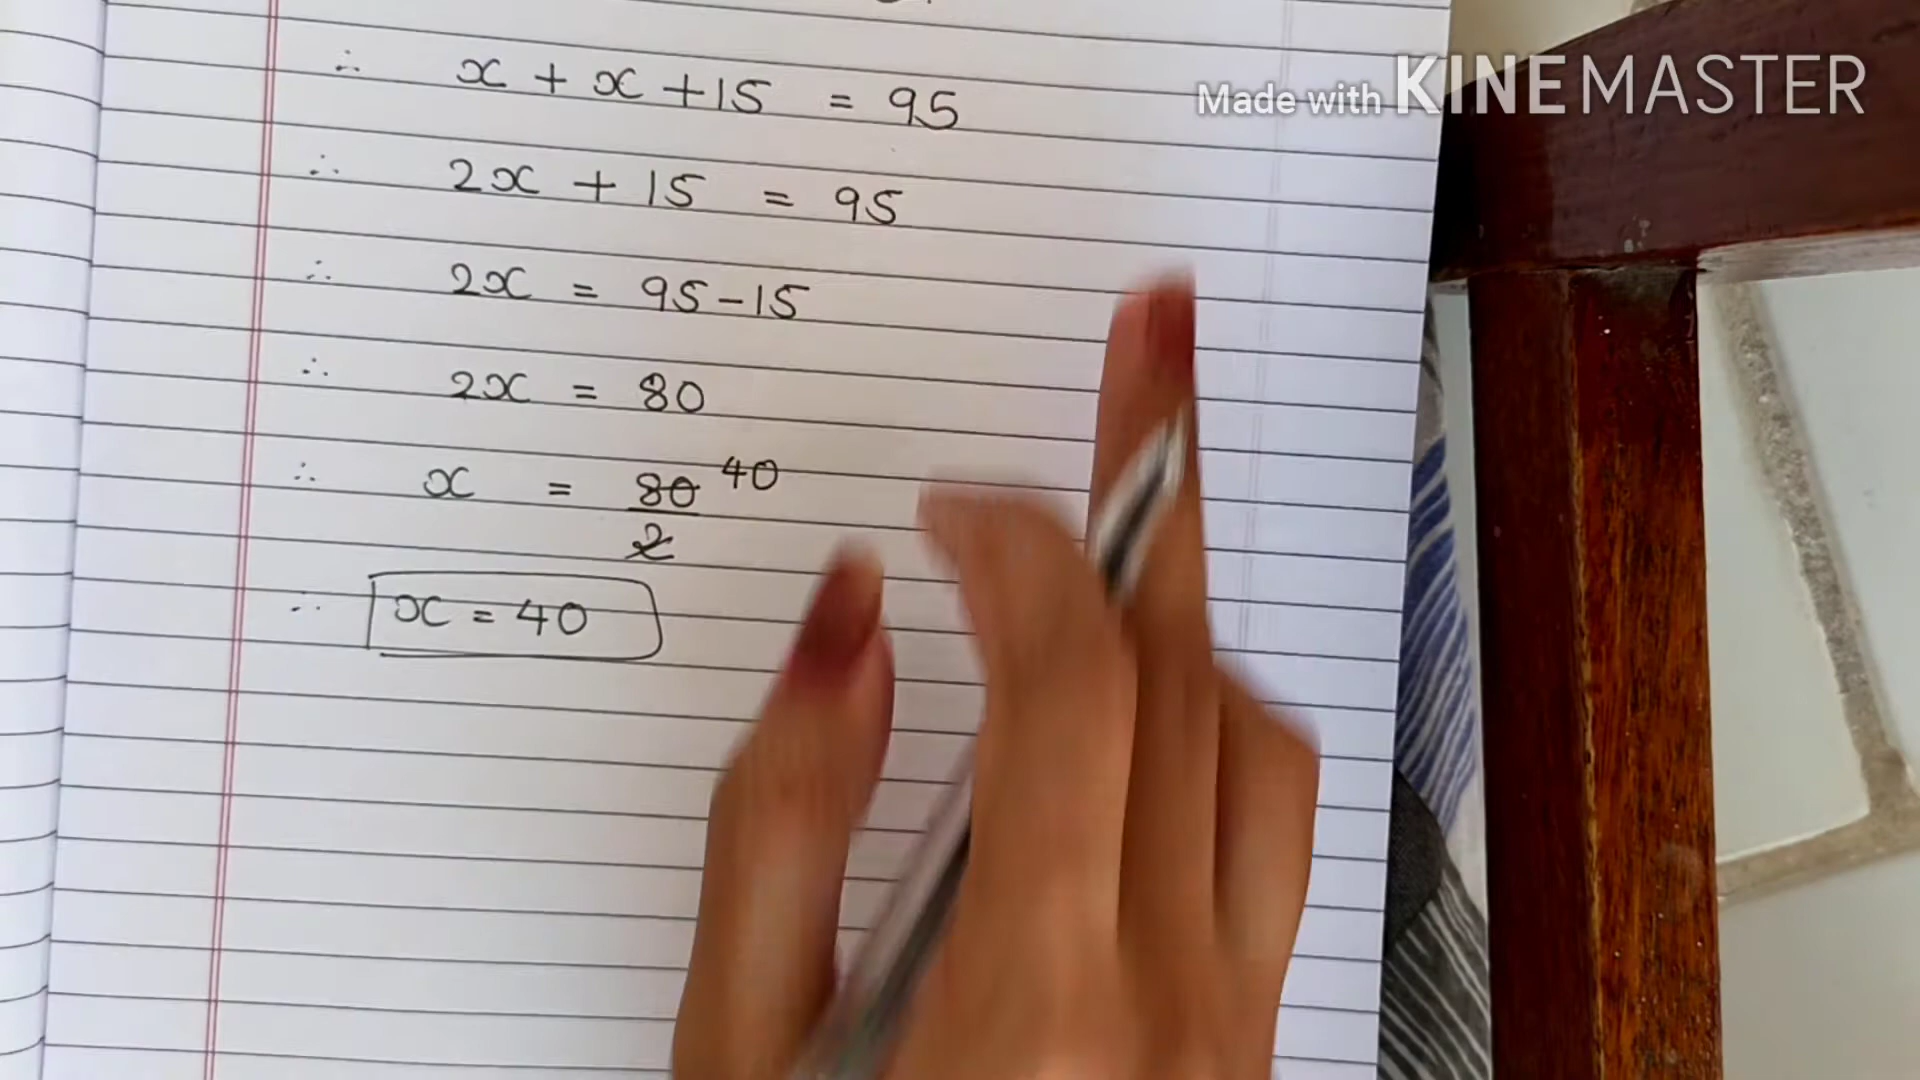 Made with KINEMASTER
∴ x + x + 15 = 95
∴ 2x + 15 = 95
∴ 2x = 95 - 15
∴ 2x = 80
∴ x = 80/2 40
∴ x = 40